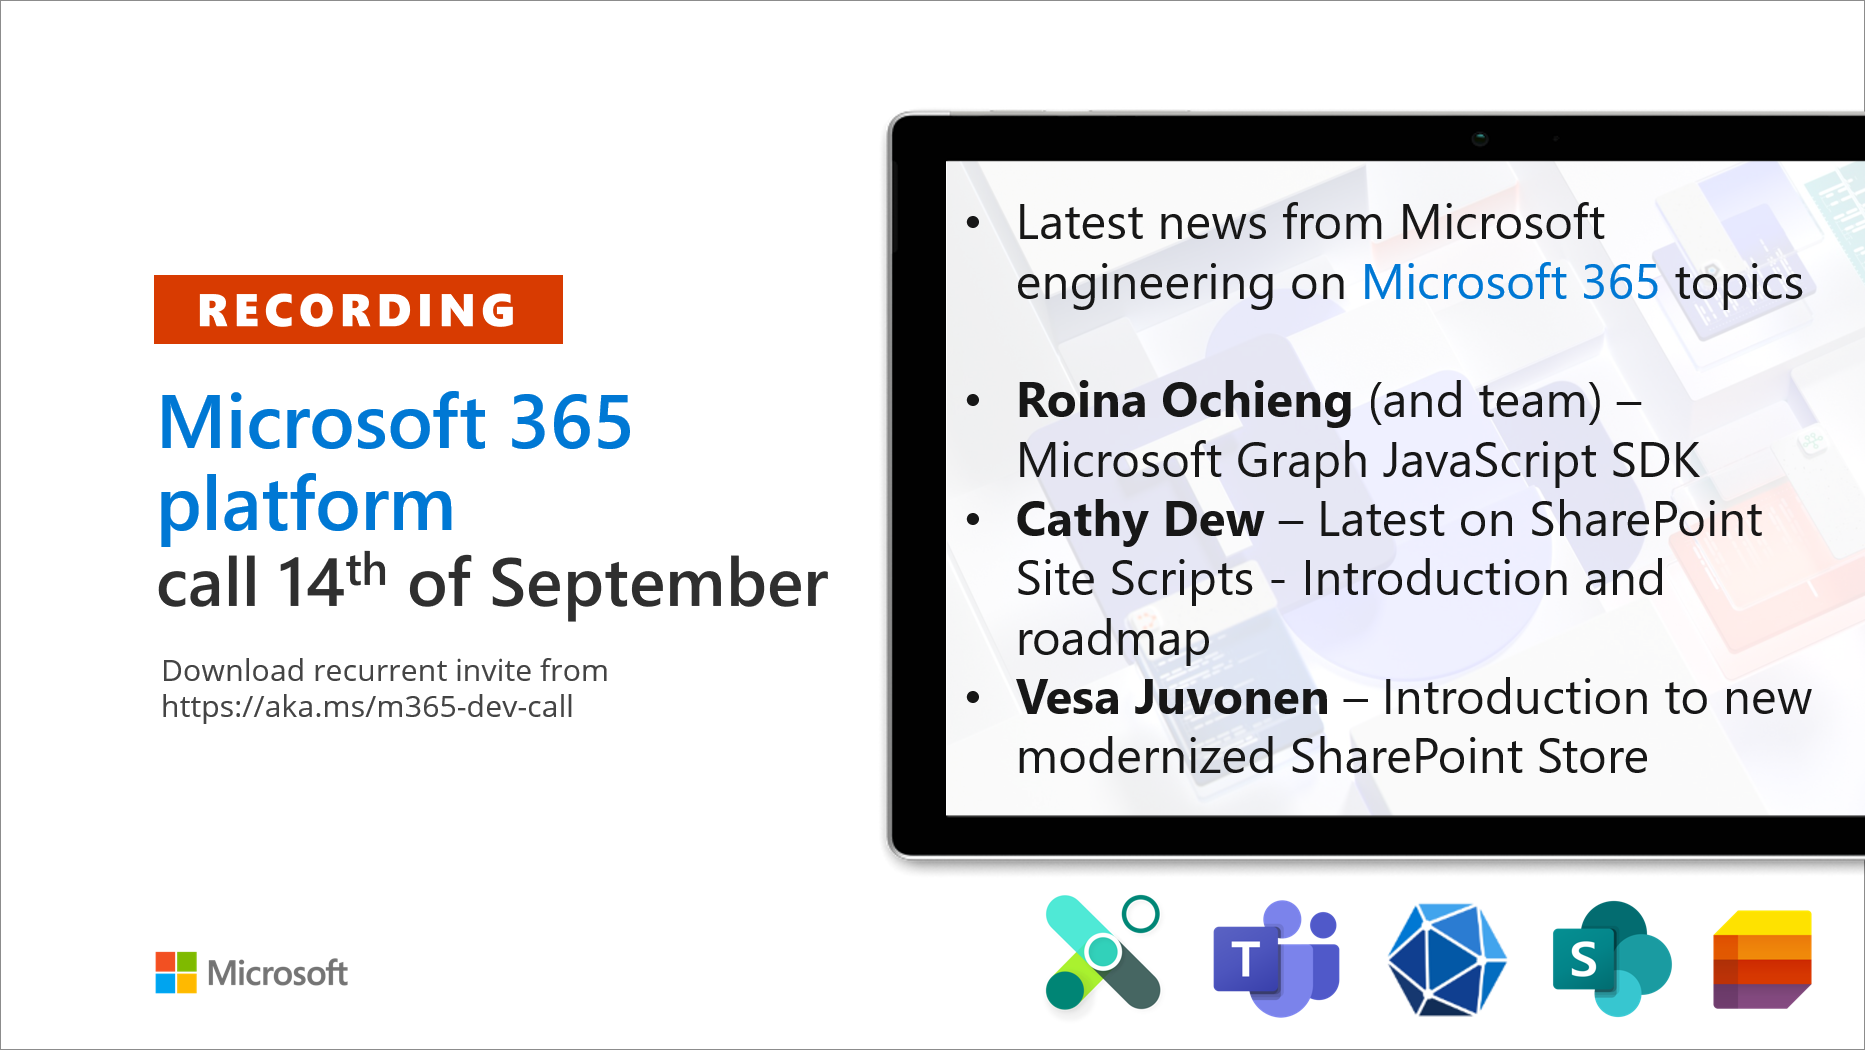 RECORDING
Microsoft 365
platform
call 14th of September
Download recurrent invite from
https://aka.ms/m365-dev-call
Microsoft
• Latest news from Microsoft
engineering on Microsoft 365 topics
• Roina Ochieng (and team) –
Microsoft Graph JavaScript SDK
• Cathy Dew – Latest on SharePoint
Site Scripts - Introduction and
roadmap
• Vesa Juvonen – Introduction to new
modernized SharePoint Store
T
S